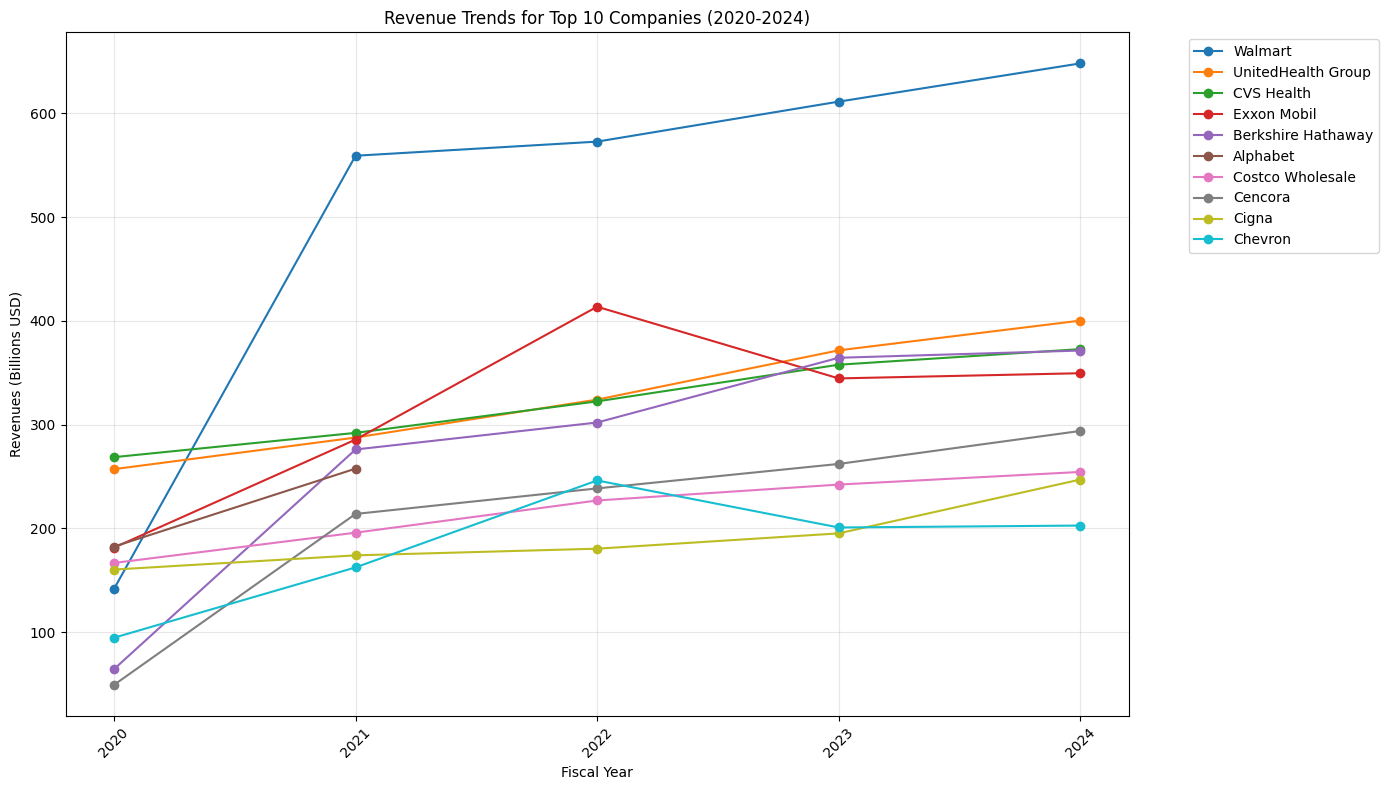 Revenue Trends for Top 10 Companies (2020-2024)
Revenues (Billions USD)
600
500
400
300
200
100
2020
2021
2022
2023
2024
Fiscal Year
Walmart
UnitedHealth Group
CVS Health
Exxon Mobil
Berkshire Hathaway
Alphabet
Costco Wholesale
Cencora
Cigna
Chevron